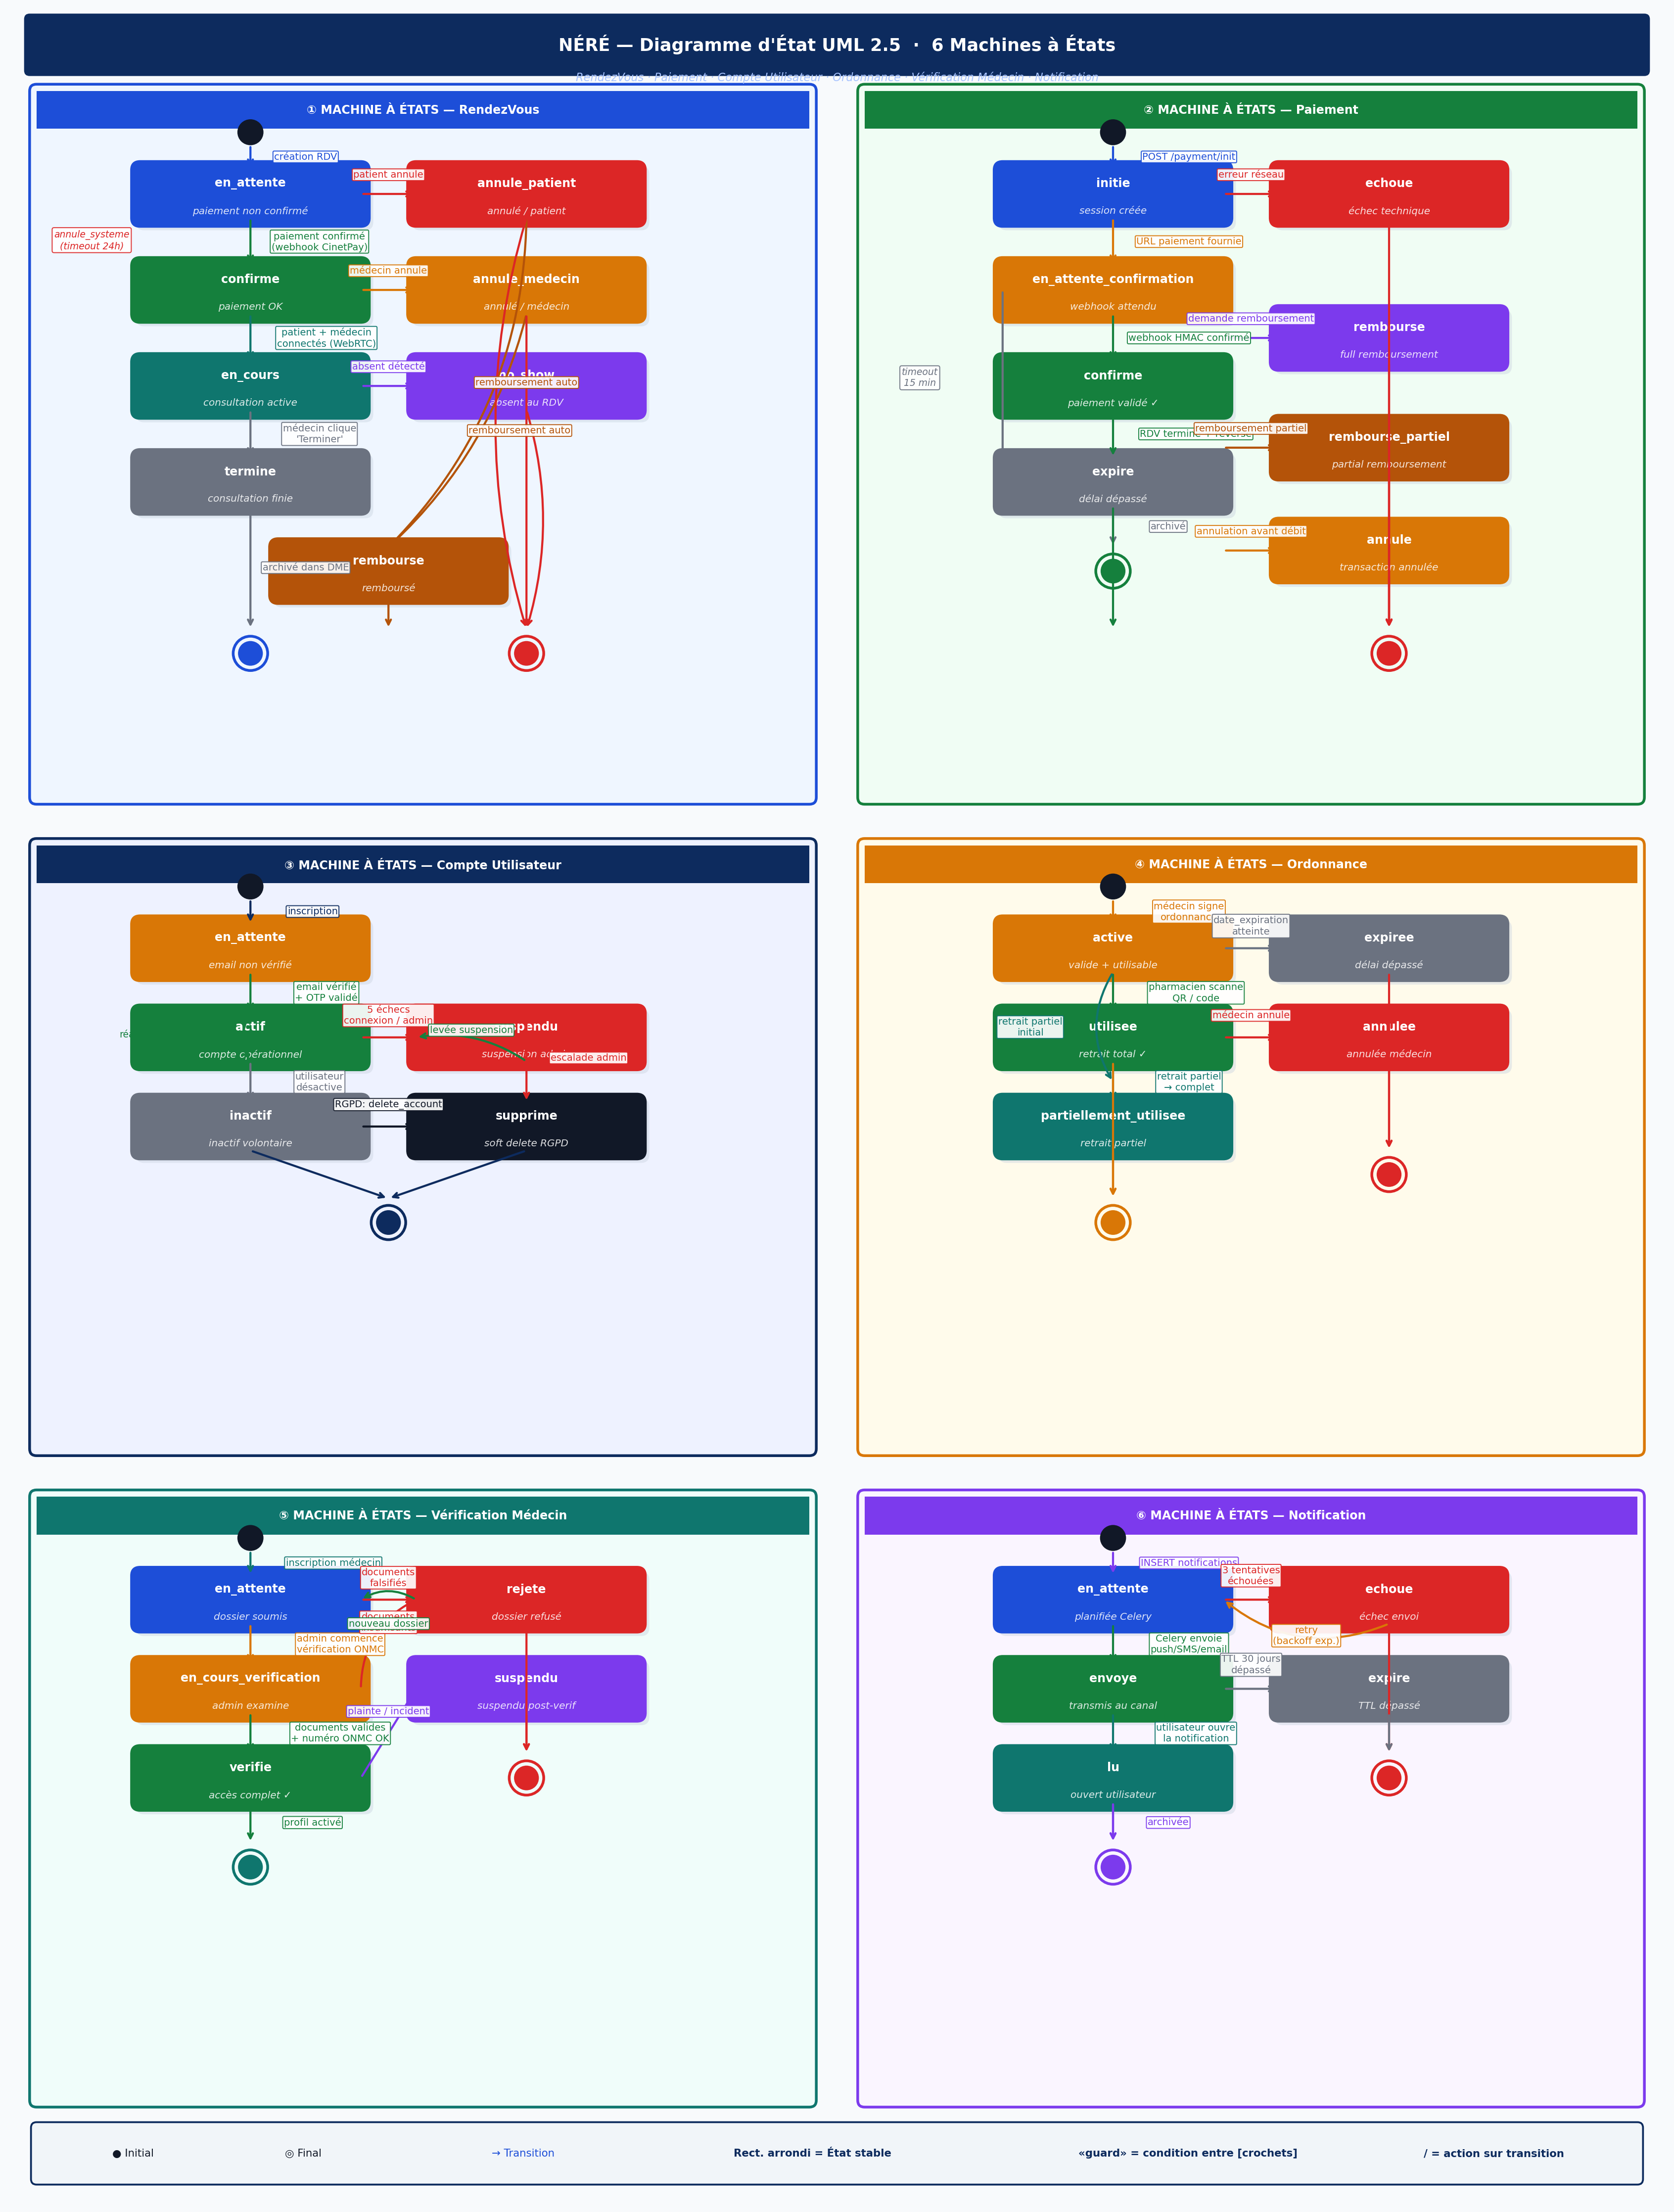 NÉRÉ — Diagramme d'État UML 2.5 · 6 Machines à États
RendezVous · Paiement · Compte Utilisateur · Ordonnance · Vérification Médecin · Notification
① MACHINE À ÉTATS — RendezVous
création RDV
en_attente
paiement non confirmé
patient annule
annule_patient
annulé / patient
annule_systeme
(timeout 24h)
paiement confirmé
(webhook CinetPay)
confirme
paiement OK
médecin annule
annule_medecin
annulé / médecin
patient + médecin
connectés (WebRTC)
en_cours
consultation active
absent détecté
remboursement auto
absent au RDV
médecin clique
'Terminer'
remboursement auto
termine
consultation finie
archivé dans DME
rembourse
remboursé
② MACHINE À ÉTATS — Paiement
POST /payment/init
initie
session créée
erreur réseau
echoue
échec technique
URL paiement fournie
en_attente_confirmation
webhook attendu
demande remboursement
rembourse
full remboursement
webhook HMAC confirmé
timeout
15 min
confirme
paiement validé ✓
RDV terminé
remboursement partiel
rembourse_partiel
partial remboursement
expire
délai dépassé
archivé
annulation avant débit
annule
transaction annulée
③ MACHINE À ÉTATS — Compte Utilisateur
inscription
en_attente
email non vérifié
email vérifié
+ OTP validé
actif
compte opérationnel
5 échecs
connexion / admin
levée suspension
suspension
escalade admin
utilisateur
désactive
inactif
inactif volontaire
RGPD: delete_account
supprime
soft delete RGPD
④ MACHINE À ÉTATS — Ordonnance
médecin signe
ordonnance
active
valide + utilisable
date_expiration
atteinte
expiree
délai dépassé
pharmacien scanne
QR / code
retrait partiel
initial
utilisee
retrait total ✓
médecin annule
annulee
annulée médecin
retrait partiel
→ complet
partiellement_utilisee
retrait partiel
⑤ MACHINE À ÉTATS — Vérification Médecin
inscription médecin
en_attente
dossier soumis
documents
falsifiés
rejete
dossier refusé
documents
nouveau dossier
admin commence
vérification ONMC
en_cours_verification
admin examine
suspendu
suspendu post-verif
plainte / incident
documents valides
+ numéro ONMC OK
verifie
accès complet ✓
profil activé
⑥ MACHINE À ÉTATS — Notification
INSERT notifications
en_attente
planifiée Celery
3 tentatives
échouées
echoue
échec envoi
retry
(backoff exp.)
Celery envoie
push/SMS/email
envoye
transmis au canal
TTL 30 jours
dépassé
expire
TTL dépassé
utilisateur ouvre
la notification
lu
ouvert utilisateur
archivée
● Initial
◎ Final
→ Transition
Rect. arrondi = État stable
«guard» = condition entre [crochets]
/ = action sur transition